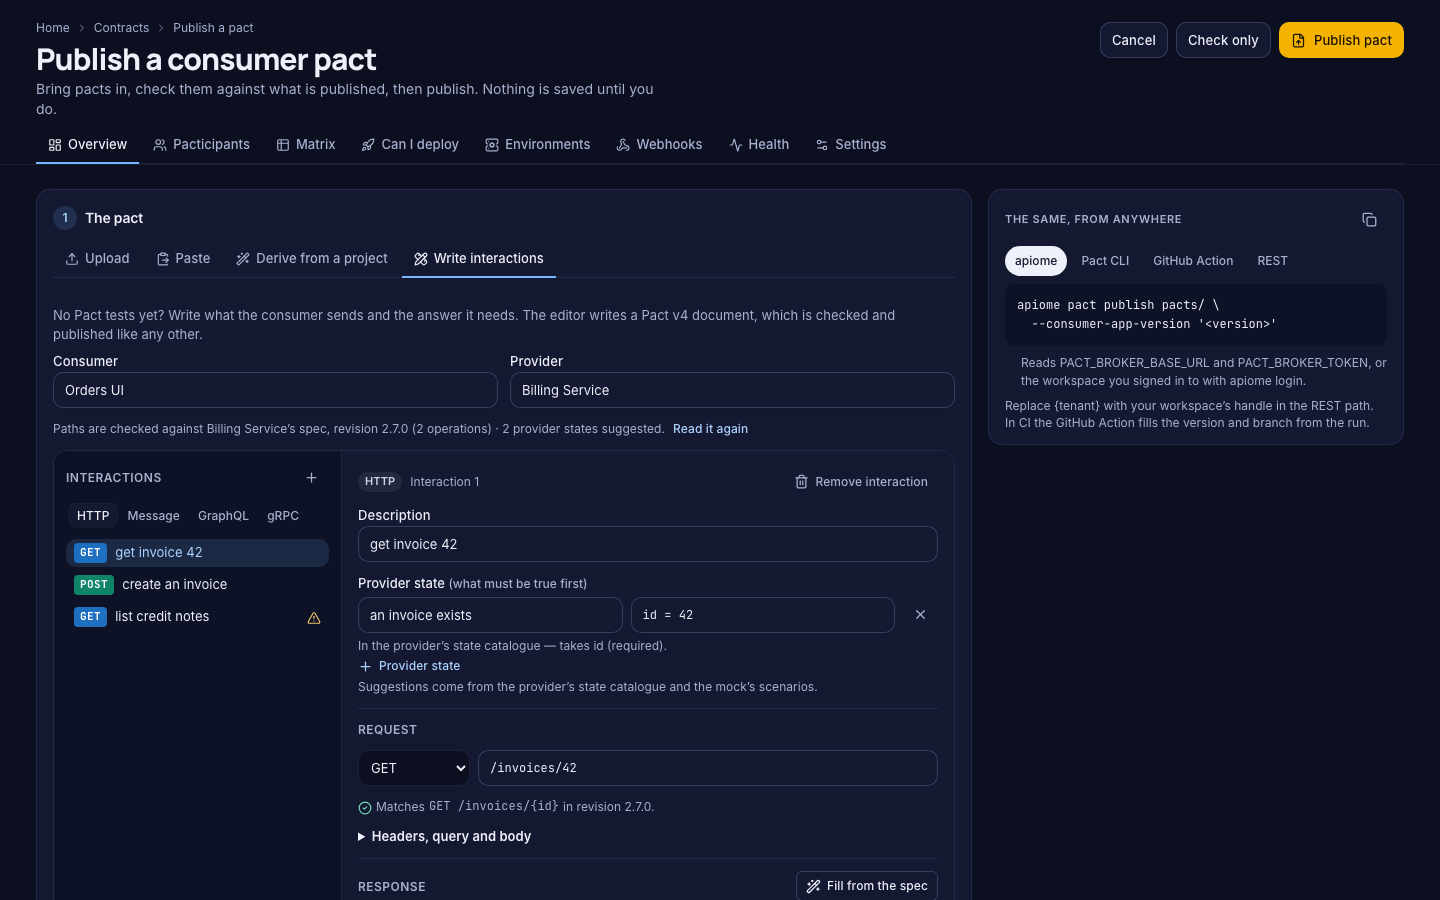 Home > Contracts > Publish a pact
Publish a consumer pact
Bring pacts in, check them against what is published, then publish. Nothing is saved until you
do.
Cancel
Check only
Publish pact
Overview
Pacticipants
Matrix
Can I deploy
Environments
Webhooks
Health
Settings
1 The pact
Upload
Paste
Derive from a project
Write interactions
No Pact tests yet? Write what the consumer sends and the answer it needs. The editor writes a Pact v4 document, which is checked and
published like any other.
Consumer
Provider
Orders UI
Billing Service
Paths are checked against Billing Service’s spec, revision 2.7.0 (2 operations) · 2 provider states suggested. Read it again
INTERACTIONS
HTTP
Message
GraphQL
gRPC
GET get invoice 42
POST create an invoice
GET list credit notes
HTTP Interaction 1
Remove interaction
Description
get invoice 42
Provider state (what must be true first)
an invoice exists
id = 42
In the provider’s state catalogue — takes id (required).
Provider state
Suggestions come from the provider’s state catalogue and the mock’s scenarios.
REQUEST
GET
/invoices/42
Matches GET /invoices/{id} in revision 2.7.0.
Headers, query and body
RESPONSE
Fill from the spec
THE SAME, FROM ANYWHERE
apiome
Pact CLI
GitHub Action
REST
apiome pact publish pacts/ \
--consumer-app-version '<version>'
Reads PACT_BROKER_BASE_URL and PACT_BROKER_TOKEN, or
the workspace you signed in to with apiome login.
Replace {tenant} with your workspace’s handle in the REST path.
In CI the GitHub Action fills the version and branch from the run.